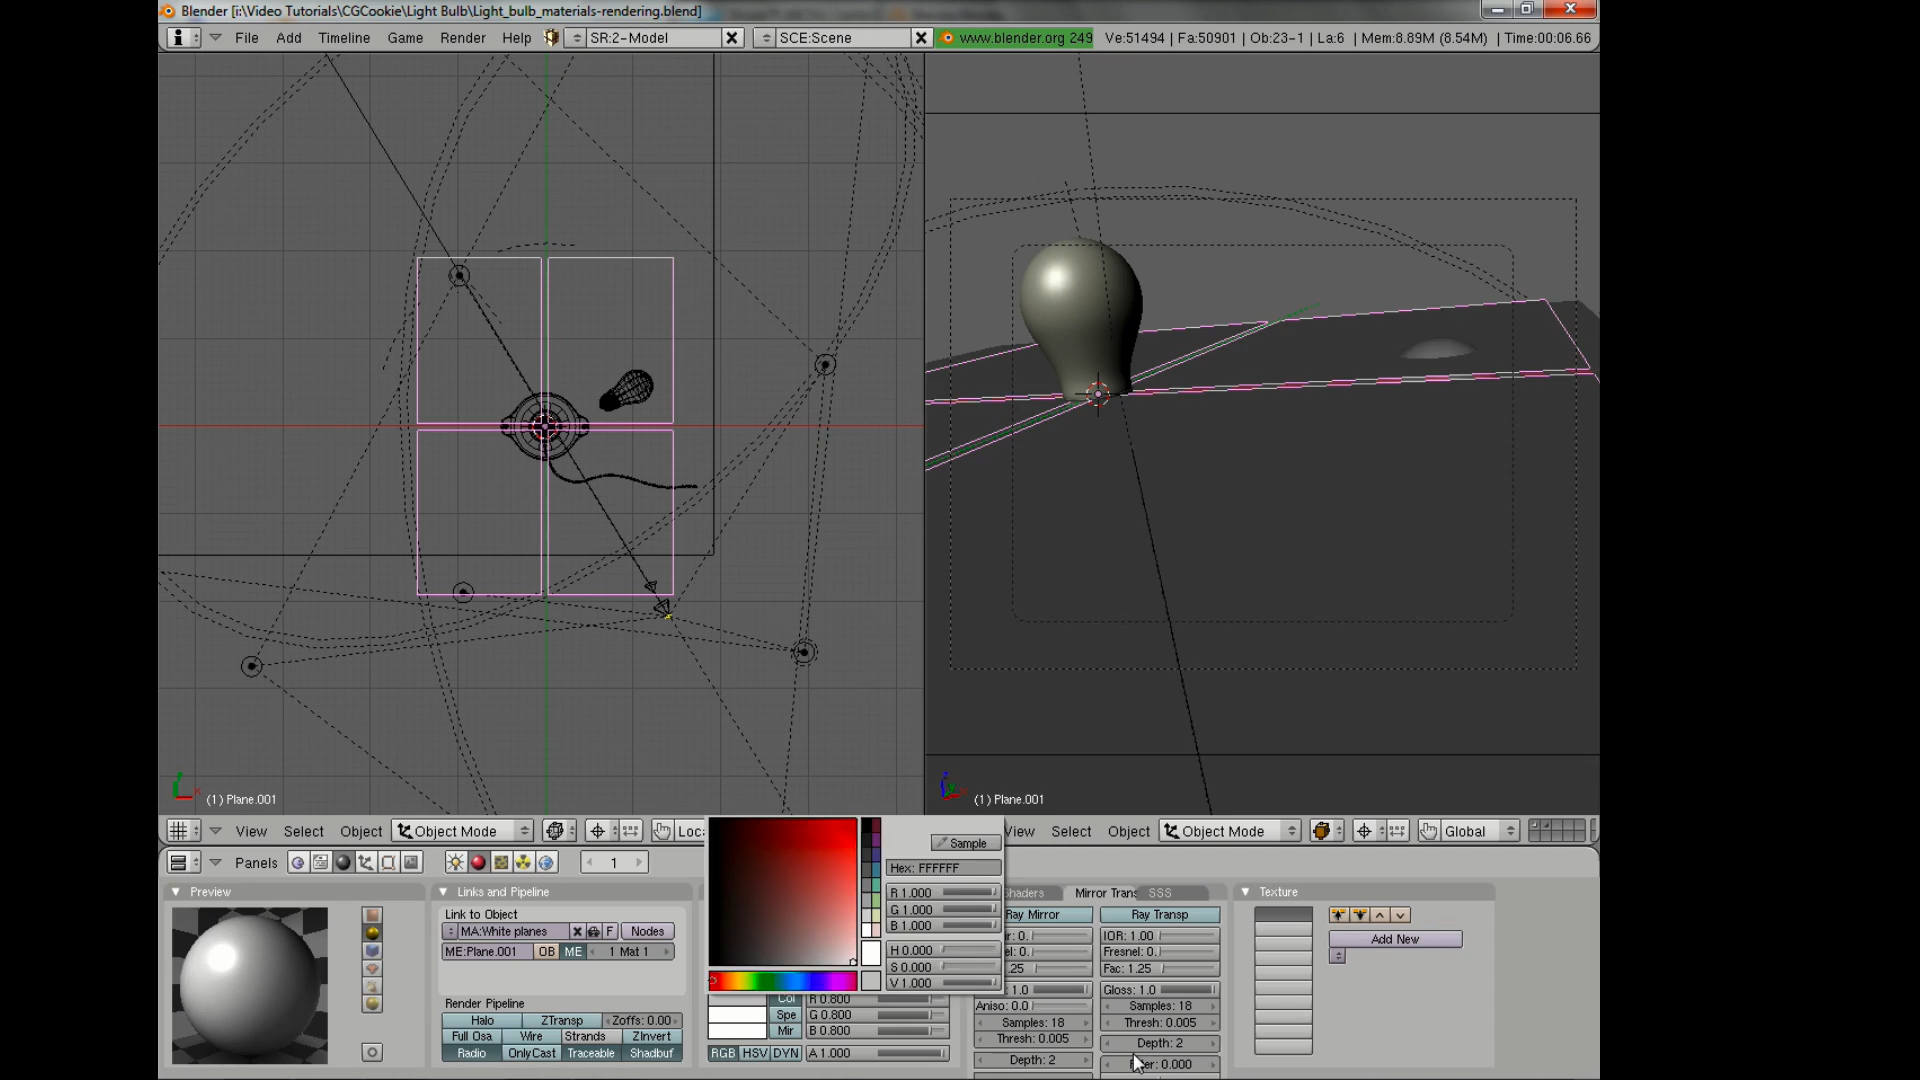 Blender [i:\Video Tutorials\CGCookie\Light Bulb\Light_bulb_materials-rendering.blend]
File Add Timeline Game Render Help SR:2-Model SCE:Scene www.blender.org 249 Ve:51494 | Fa:50901 | Ob:23-1 | La:6 | Mem:8.89M (8.54M) | Time:00:06.66
(1) Plane.001
(1) Plane.001
View Select Object Object Mode Loc
View Select Object Object Mode Global
Panels 1
Sample
Hex: FFFFFF
R 1.000
G 1.000
B 1.000
H 0.000
S 0.000
V 1.000
Preview
Links and Pipeline
Link to Object
MA:White planes F Nodes
ME:Plane.001 OB ME 1 Mat 1
Render Pipeline
Halo ZTransp Zoffs: 0.00
Full Osa Wire Strands ZInvert
Radio OnlyCast Traceable Shadbuf
Col R 0.800
Spe G 0.800
Mir B 0.800
RGB HSV DYN A 1.000
Shaders Mirror Trans SSS
Ray Mirror Ray Transp
IOR: 1.00
Fresnel: 0.
.25 Fac: 1.25
1.0 Gloss: 1.0
Aniso: 0.0 Samples: 18
Samples: 18 Thresh: 0.005
Thresh: 0.005 Depth: 2
Depth: 2 er: 0.000
Texture
Add New